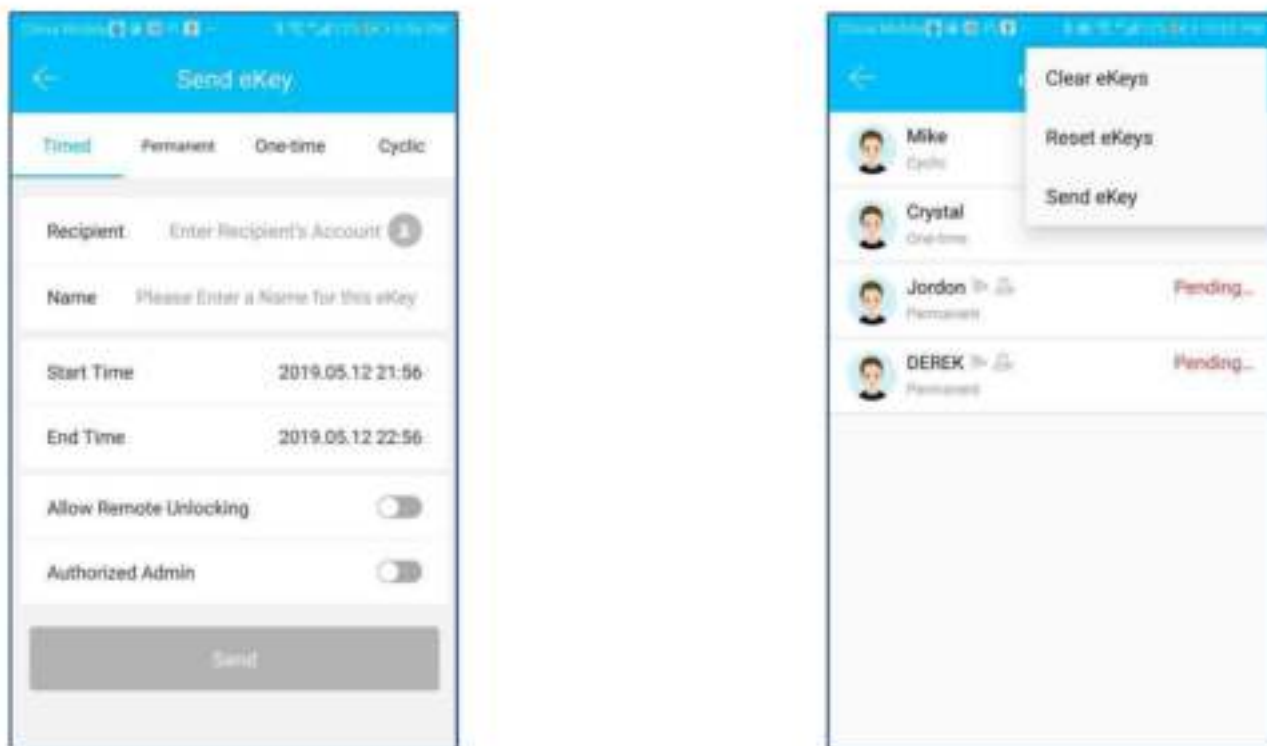 Send eKey
Timed Permanent One-time Cyclic
Recipient Enter Recipient's Account
Name Please Enter a Name for this eKey
Start Time 2019.05.12 21:56
End Time 2019.05.12 22:56
Allow Remote Unlocking
Authorized Admin
Send
Clear eKeys
Reset eKeys
Send eKey
Mike
Cyclic
Crystal
One-time
Jordon Pending...
Permanent
DEREK Pending...
Permanent